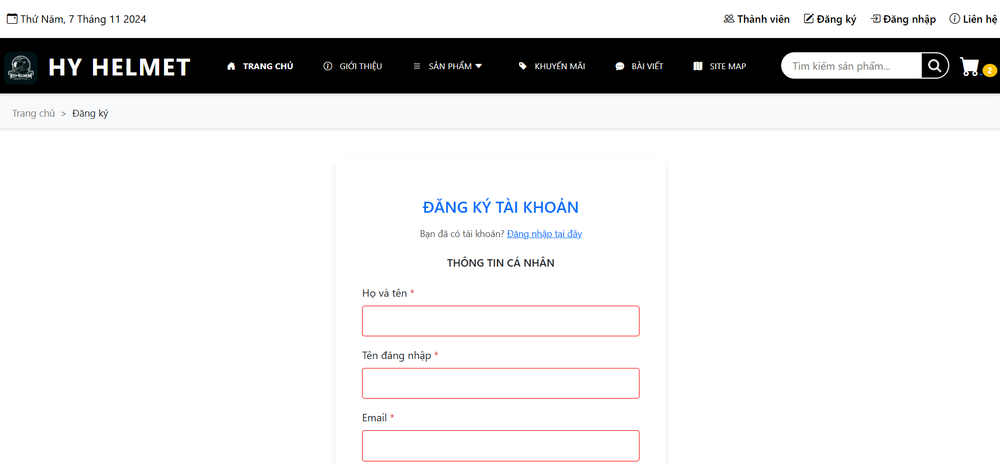 Thứ Năm, 7 Tháng 11 2024
Thành viên Đăng ký Đăng nhập Liên hệ
HY HELMET TRANG CHỦ GIỚI THIỆU SẢN PHẨM KHUYẾN MÃI BÀI VIẾT SITE MAP Tìm kiếm sản phẩm... 2
Trang chủ > Đăng ký
ĐĂNG KÝ TÀI KHOẢN
Bạn đã có tài khoản? Đăng nhập tại đây
THÔNG TIN CÁ NHÂN
Họ và tên *
Tên đăng nhập *
Email *